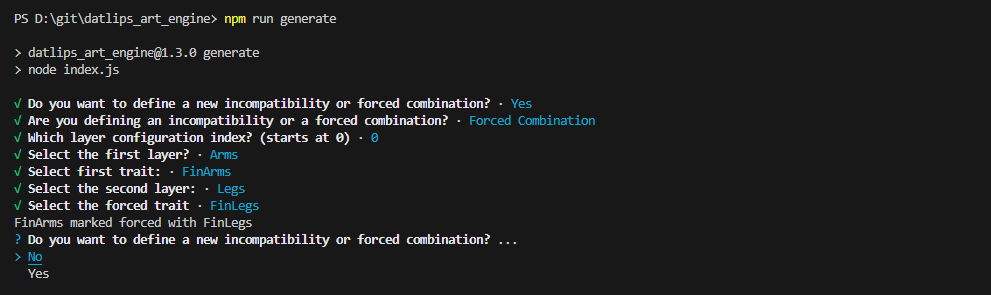 PS D:\git\datlips_art_engine> npm run generate
> datlips_art_engine@1.3.0 generate
> node index.js
√ Do you want to define a new incompatibility or forced combination? · Yes
√ Are you defining an incompatibility or a forced combination? · Forced Combination
√ Which layer configuration index? (starts at 0) · 0
√ Select the first layer? · Arms
√ Select first trait: · FinArms
√ Select the second layer: · Legs
√ Select the forced trait · FinLegs
FinArms marked forced with FinLegs
? Do you want to define a new incompatibility or forced combination? ...
> No
Yes